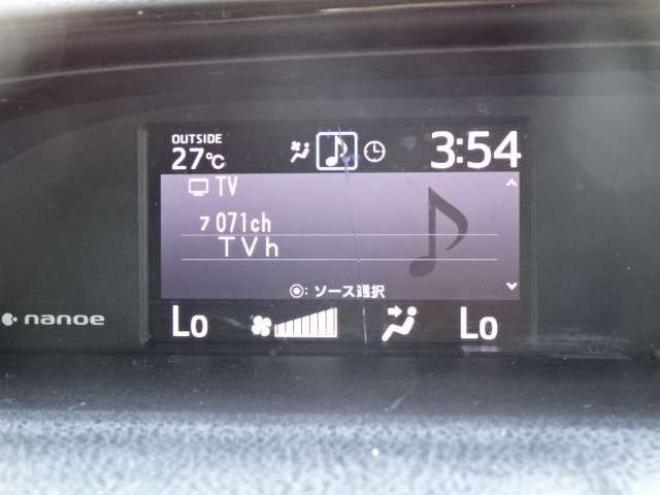 OUTSIDE
27℃
3:54
TV
7 071ch
TVh
◉: ソース選択
nanoe
Lo
Lo